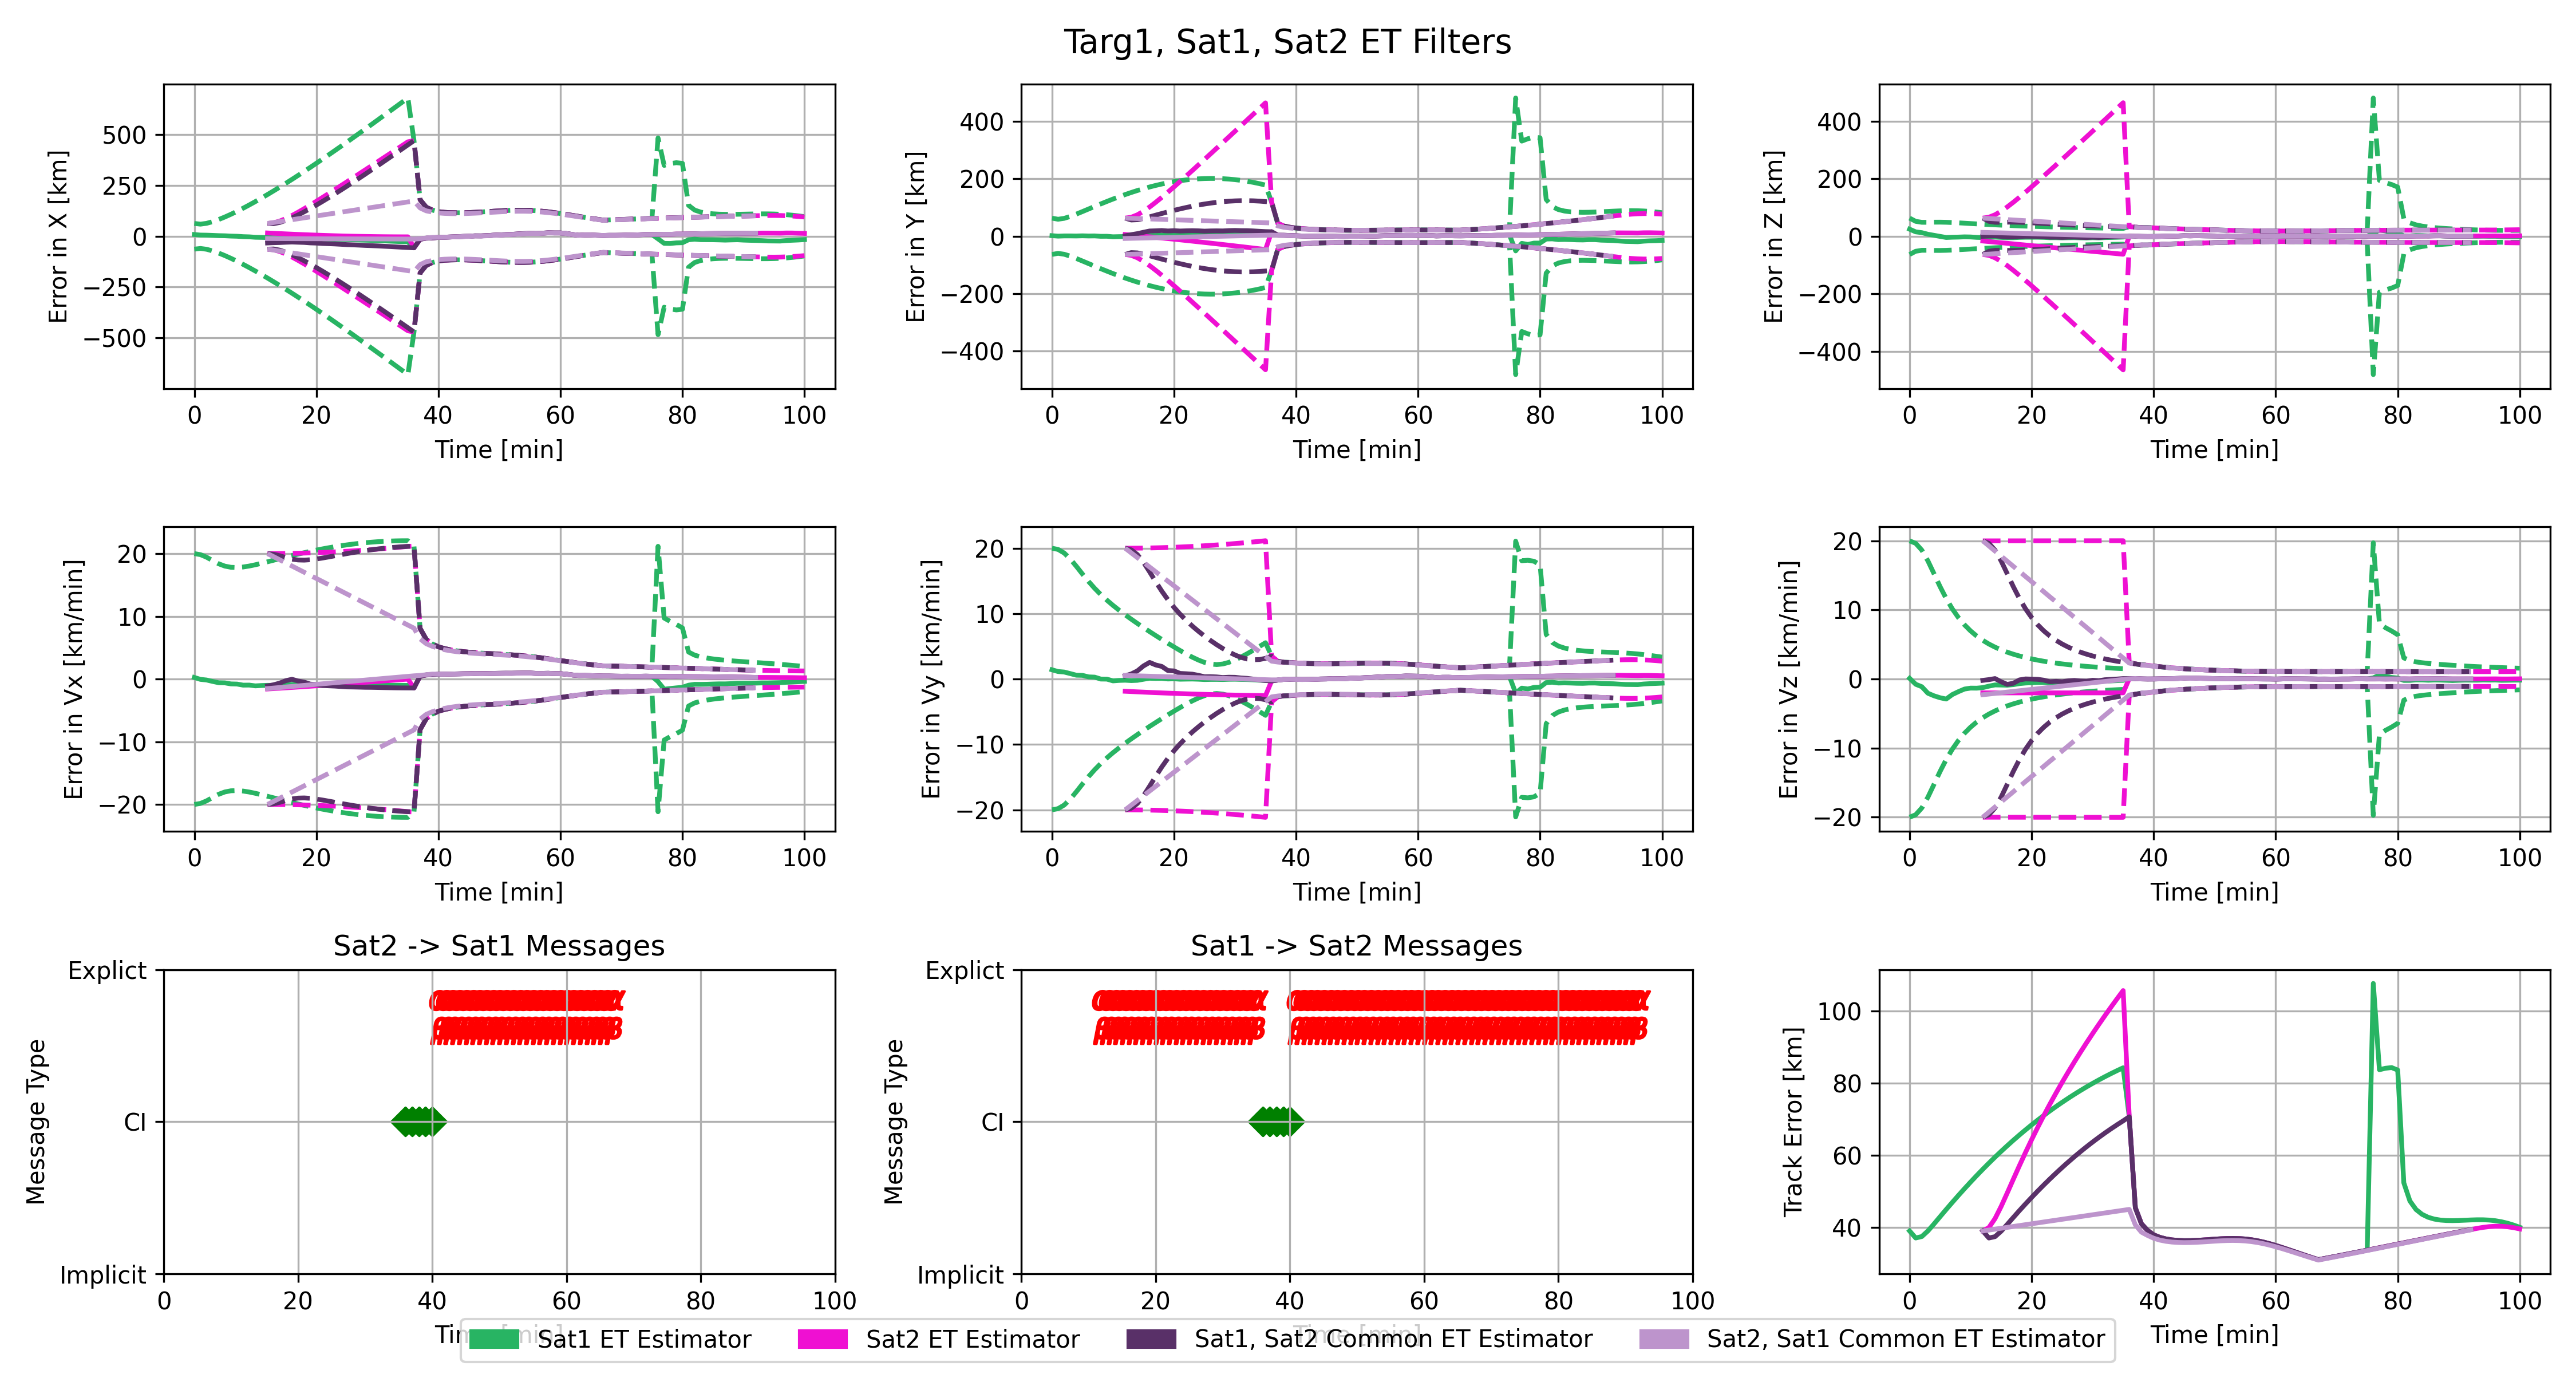 Targ1, Sat1, Sat2 ET Filters
Error in X [km]
500
250
0
−250
−500
0 20 40 60 80 100
Time [min]
Error in Y [km]
400
200
0
−200
−400
0 20 40 60 80 100
Time [min]
Error in Z [km]
400
200
0
−200
−400
0 20 40 60 80 100
Time [min]
Error in Vx [km/min]
20
10
0
−10
−20
0 20 40 60 80 100
Time [min]
Error in Vy [km/min]
20
10
0
−10
−20
0 20 40 60 80 100
Time [min]
Error in Vz [km/min]
20
10
0
−10
−20
0 20 40 60 80 100
Time [min]
Sat2 -> Sat1 Messages
Message Type
Explict
CI
Implicit
0 20 40 60 80 100
Time [min]
Sat1 -> Sat2 Messages
Message Type
Explict
CI
Implicit
0 20 40 60 80 100
Time [min]
Track Error [km]
100
80
60
40
0 20 40 60 80 100
Time [min]
Sat1 ET Estimator
Sat2 ET Estimator
Sat1, Sat2 Common ET Estimator
Sat2, Sat1 Common ET Estimator